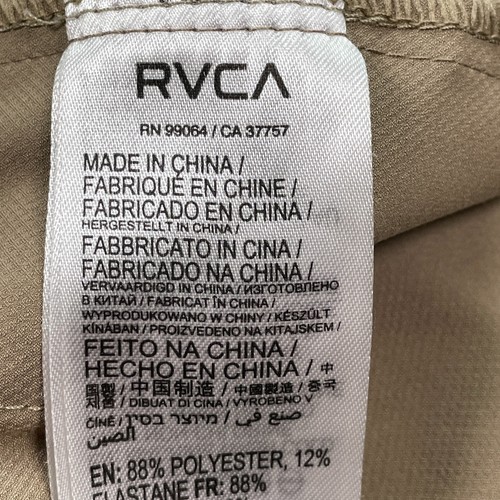 RVCA
RN 99064 / CA 37757
MADE IN CHINA /
FABRIQUÉ EN CHINE /
FABRICADO EN CHINA /
HERGESTELLT IN CHINA /
FABBRICATO IN CINA /
FABRICADO NA CHINA /
VERVAARDIGD IN CHINA / ИЗГОТОВЛЕНО
В КИТАЙ / FABRICAT ÎN CHINA /
WYPRODUKOWANO W CHINY / KÉSZÜLT
KÍNÁBAN / PROIZVEDENO NA KITAJSKEM /
FEITO NA CHINA /
HECHO EN CHINA / 中
国製 / 中国制造 / 中國製造 / 중국
제품 / DIBUAT DI CINA / VYROBENO V
ČÍNĚ / מיוצר בסין / صنع في
الصين
EN: 88% POLYESTER, 12%
ELASTANE FR: 88%